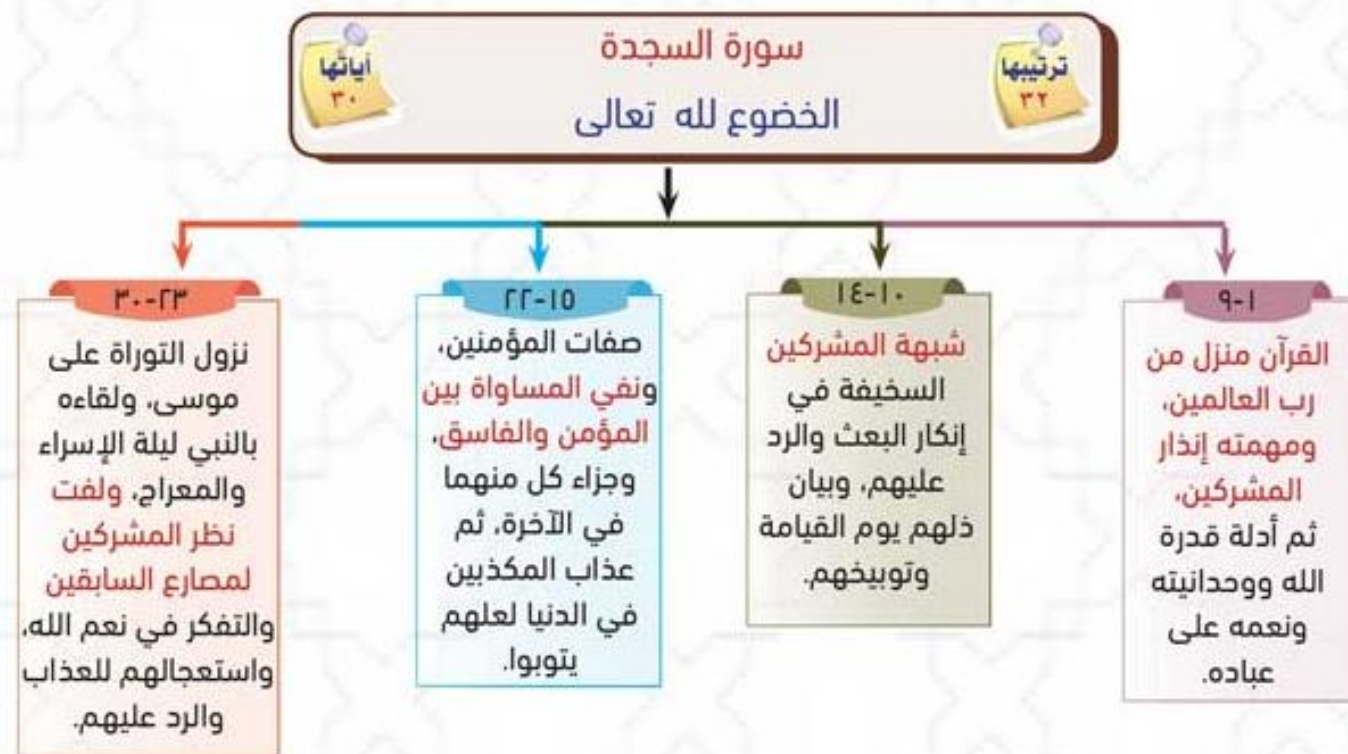 سورة السجدة
الخضوع لله تعالى
ترتيبها
٣٢
آياتها
٣٠
١-٩
القرآن منزل من
رب العالمين،
ومهمته إنذار
المشركين،
ثم أدلة قدرة
الله ووحدانيته
ونعمه على
عباده.
١٠-١٤
شبهة المشركين
السخيفة في
إنكار البعث والرد
عليهم، وبيان
ذلهم يوم القيامة
وتوبيخهم.
١٥-٢٢
صفات المؤمنين،
ونفي المساواة بين
المؤمن والفاسق،
وجزاء كل منهما
في الآخرة، ثم
عذاب المكذبين
في الدنيا لعلهم
يتوبوا.
٢٣-٣٠
نزول التوراة على
موسى، ولقاءه
بالنبي ليلة الإسراء
والمعراج، ولفت
نظر المشركين
لمصارع السابقين
والتفكر في نعم الله،
واستعجالهم للعذاب
والرد عليهم.